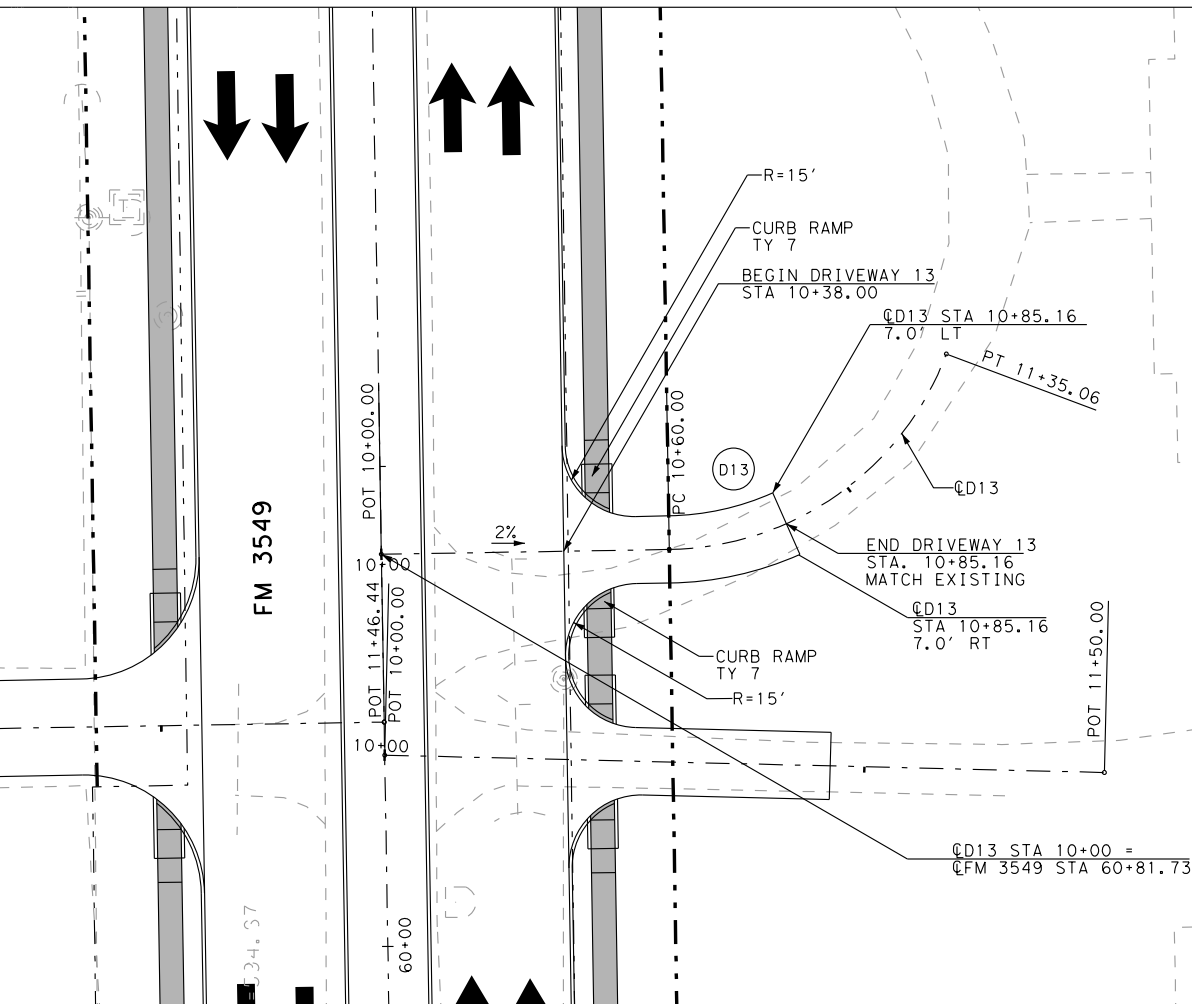 R=15'
CURB RAMP
TY 7
BEGIN DRIVEWAY 13
STA 10+38.00
℄D13 STA 10+85.16
7.0' LT
PT 11+35.06
POT 10+00.00
PC 10+60.00
D13
℄D13
FM 3549
2%
END DRIVEWAY 13
STA. 10+85.16
MATCH EXISTING
10+00
POT 11+46.44
POT 10+00.00
℄D13
STA 10+85.16
7.0' RT
POT 11+50.00
CURB RAMP
TY 7
R=15'
10+00
℄D13 STA 10+00 =
℄FM 3549 STA 60+81.73
60+00